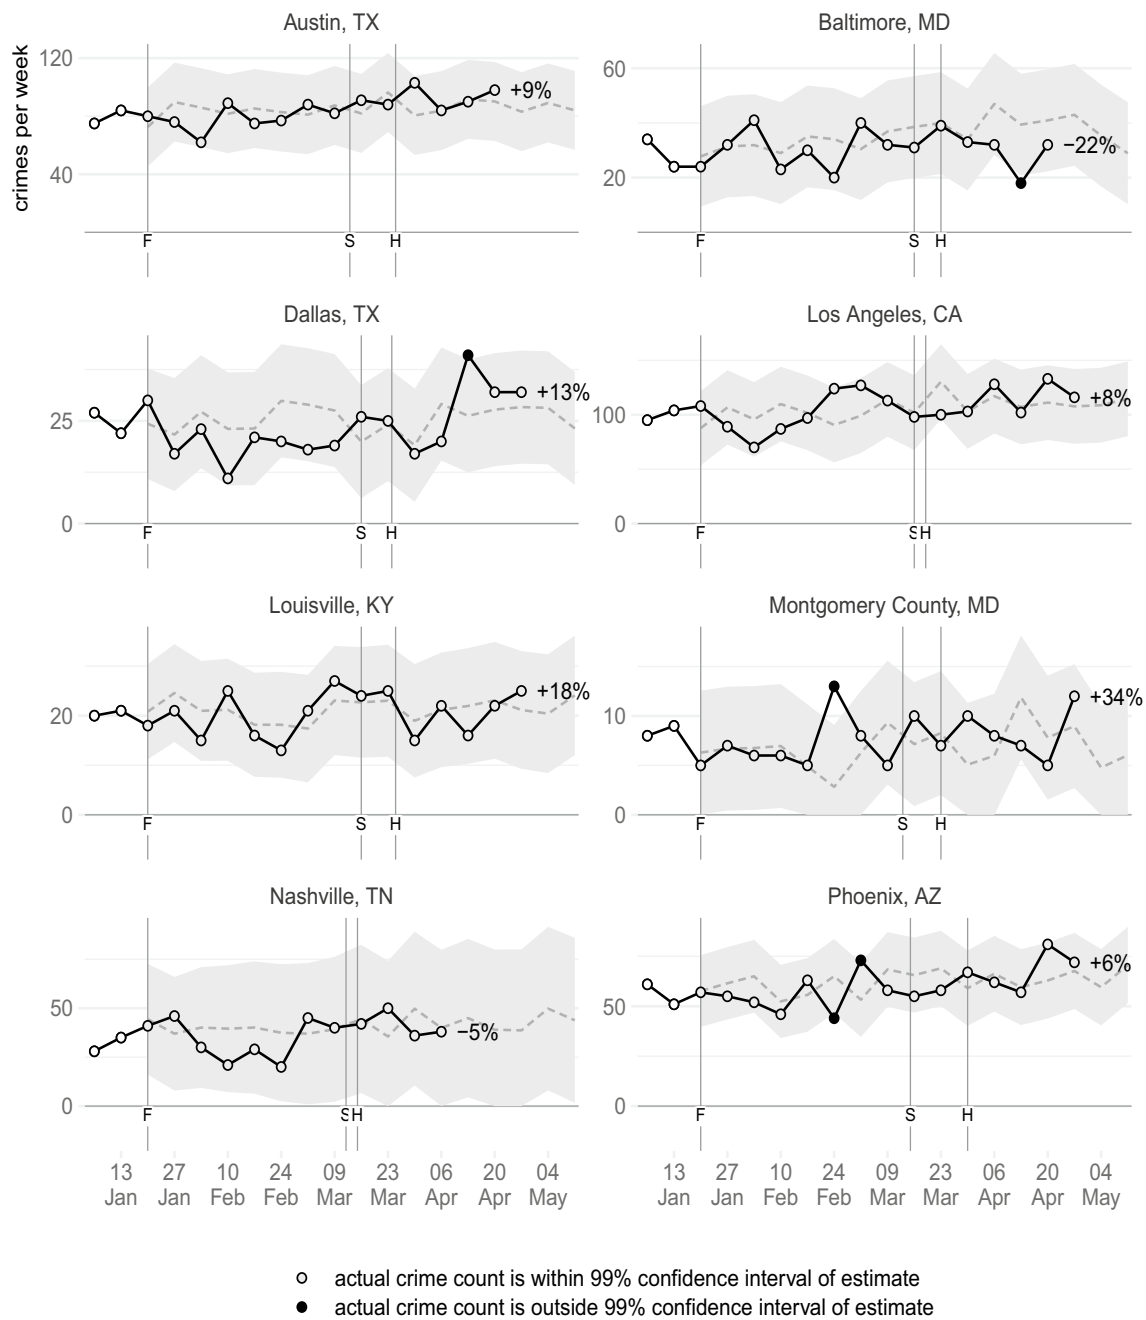 Austin, TX
Baltimore, MD
crimes per week
120
40
+9%
F
S
H
60
20
−22%
F
S
H
Dallas, TX
Los Angeles, CA
25
0
+13%
F
S
H
100
0
+8%
F
S
H
Louisville, KY
Montgomery County, MD
20
0
+18%
F
S
H
10
0
+34%
F
S
H
Nashville, TN
Phoenix, AZ
50
0
−5%
F
S
H
50
0
+6%
F
S
H
13 27 10 24 09 23 06 20 04
Jan Jan Feb Feb Mar Mar Apr Apr May
13 27 10 24 09 23 06 20 04
Jan Jan Feb Feb Mar Mar Apr Apr May
actual crime count is within 99% confidence interval of estimate
actual crime count is outside 99% confidence interval of estimate